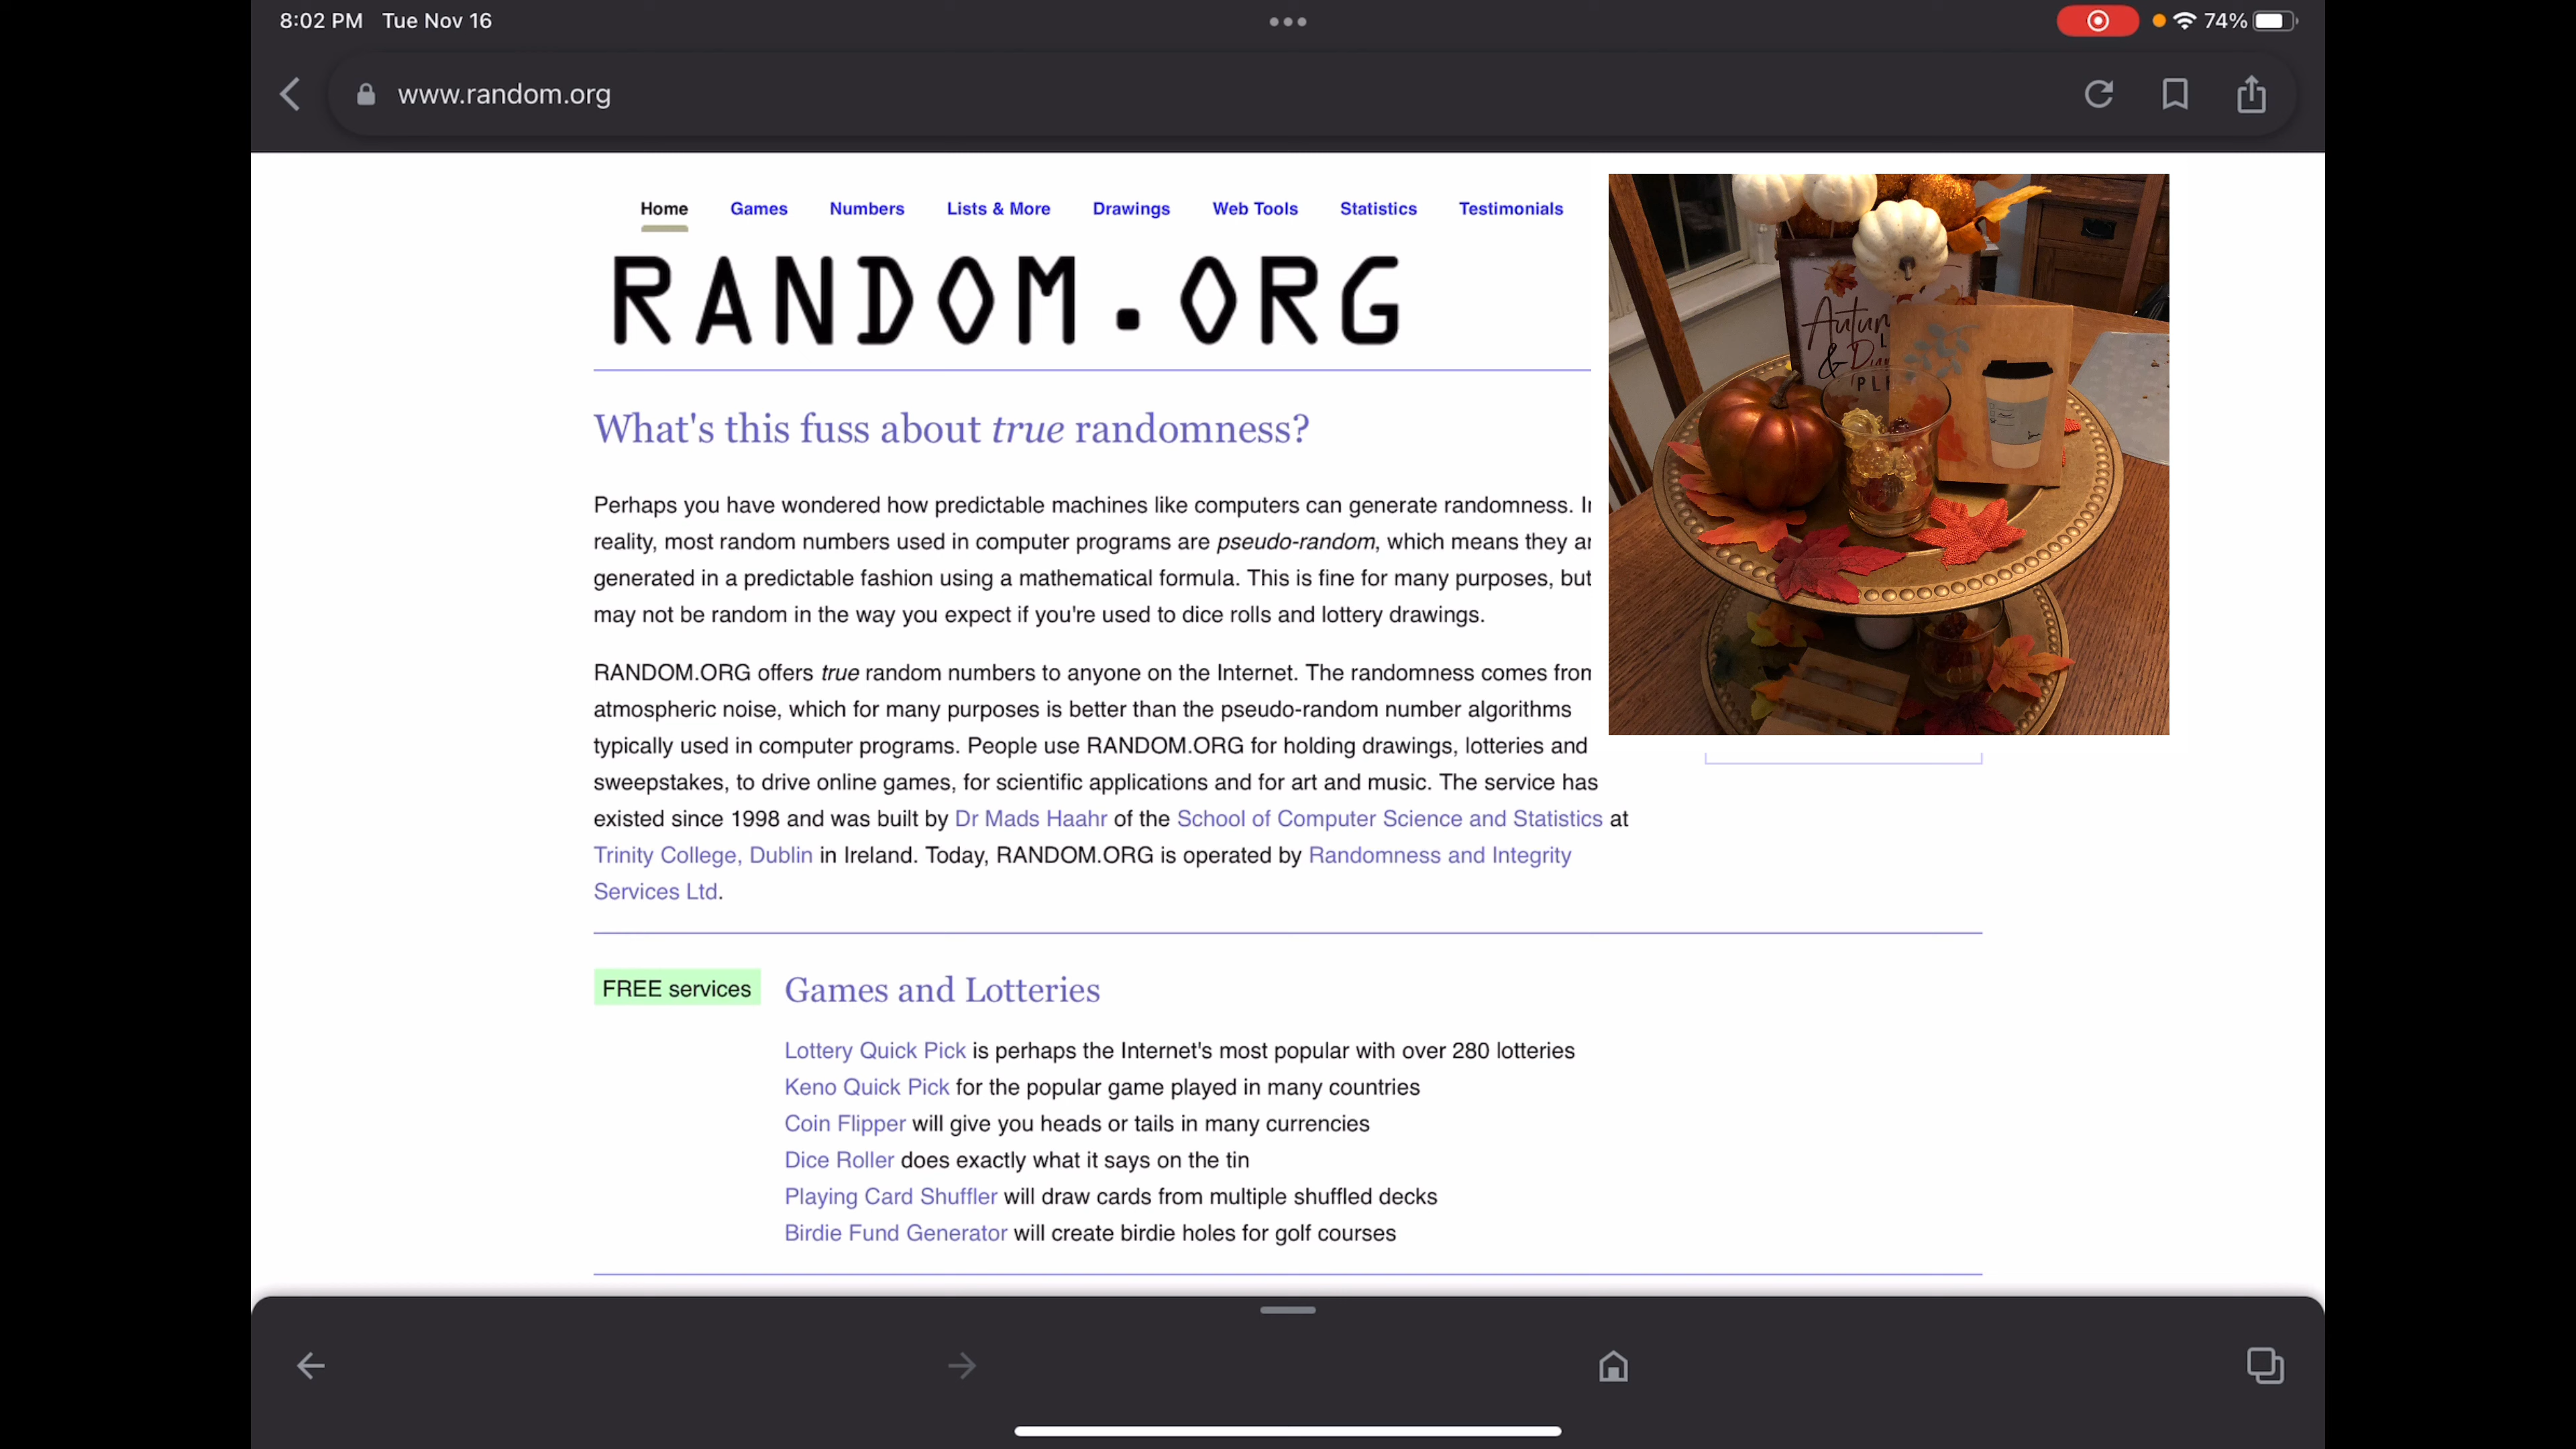 8:02 PM Tue Nov 16
74%
www.random.org
Home Games Numbers Lists & More Drawings Web Tools Statistics Testimonials
RANDOM.ORG
What's this fuss about true randomness?
Perhaps you have wondered how predictable machines like computers can generate randomness. In
reality, most random numbers used in computer programs are pseudo-random, which means they ar
generated in a predictable fashion using a mathematical formula. This is fine for many purposes, but
may not be random in the way you expect if you're used to dice rolls and lottery drawings.
RANDOM.ORG offers true random numbers to anyone on the Internet. The randomness comes from
atmospheric noise, which for many purposes is better than the pseudo-random number algorithms
typically used in computer programs. People use RANDOM.ORG for holding drawings, lotteries and
sweepstakes, to drive online games, for scientific applications and for art and music. The service has
existed since 1998 and was built by Dr Mads Haahr of the School of Computer Science and Statistics at
Trinity College, Dublin in Ireland. Today, RANDOM.ORG is operated by Randomness and Integrity
Services Ltd.
Autum
L
&
PL
FREE services
Games and Lotteries
Lottery Quick Pick is perhaps the Internet's most popular with over 280 lotteries
Keno Quick Pick for the popular game played in many countries
Coin Flipper will give you heads or tails in many currencies
Dice Roller does exactly what it says on the tin
Playing Card Shuffler will draw cards from multiple shuffled decks
Birdie Fund Generator will create birdie holes for golf courses